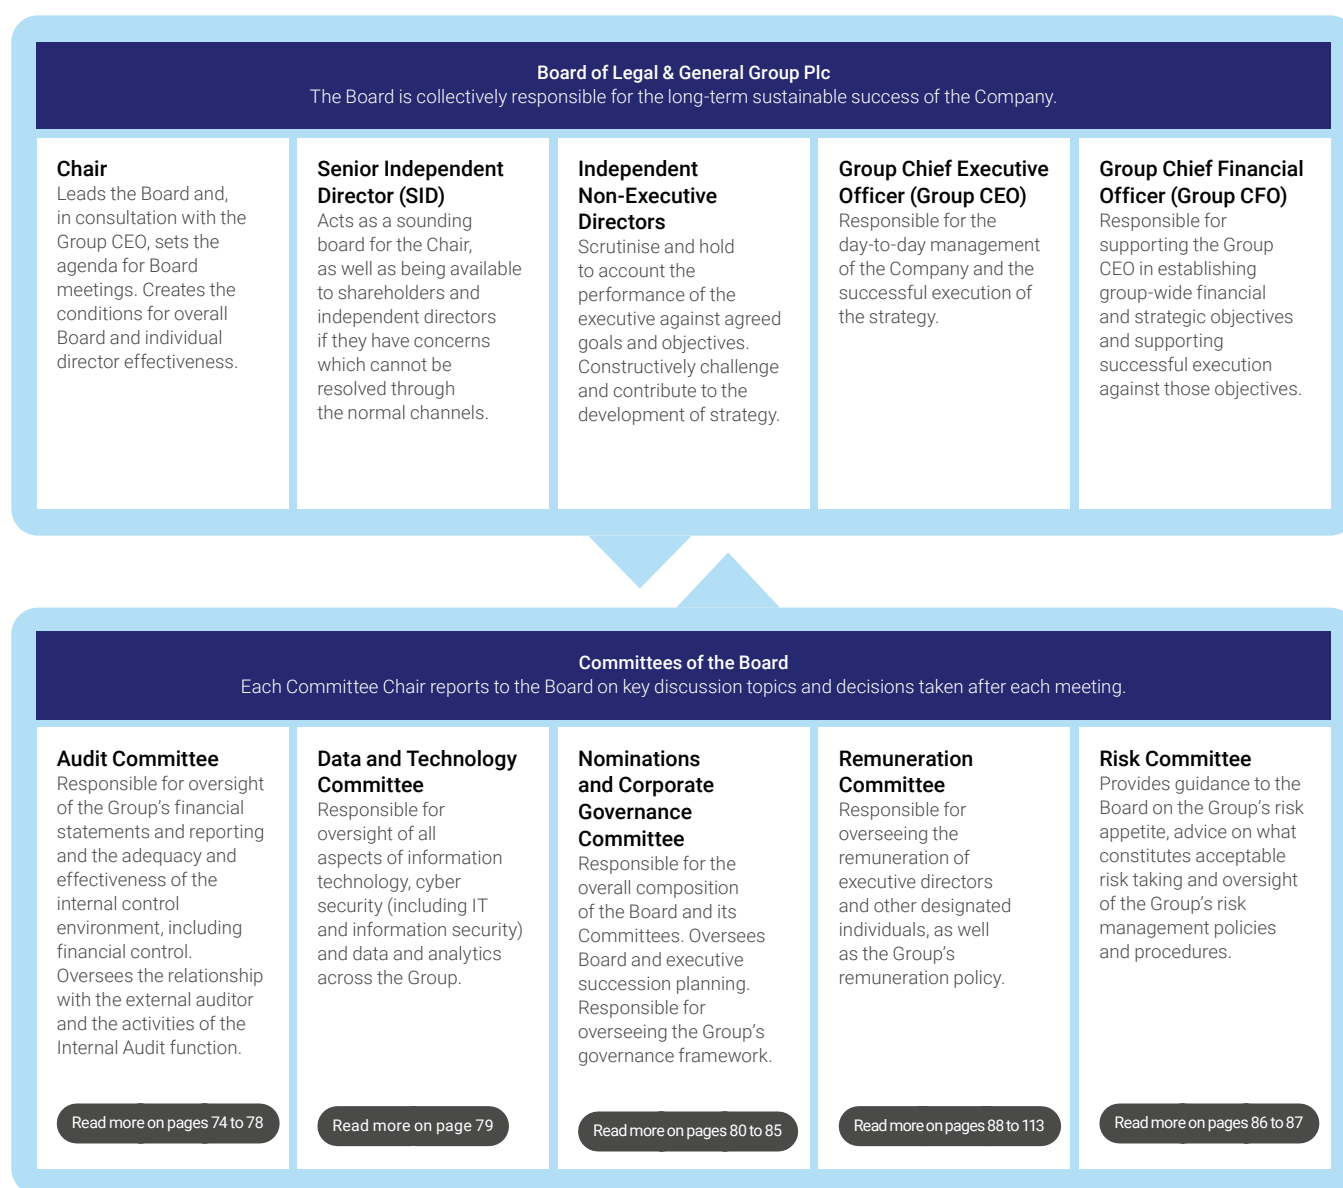 Board of Legal & General Group Plc
The Board is collectively responsible for the long-term sustainable success of the Company.
Chair
Leads the Board and,
in consultation with the
Group CEO, sets the
agenda for Board
meetings. Creates the
conditions for overall
Board and individual
director effectiveness.
Senior Independent
Director (SID)
Acts as a sounding
board for the Chair,
as well as being available
to shareholders and
independent directors
if they have concerns
which cannot be
resolved through
the normal channels.
Independent
Non-Executive
Directors
Scrutinise and hold
to account the
performance of the
executive against agreed
goals and objectives.
Constructively challenge
and contribute to the
development of strategy.
Group Chief Executive
Officer (Group CEO)
Responsible for the
day-to-day management
of the Company and the
successful execution of
the strategy.
Group Chief Financial
Officer (Group CFO)
Responsible for
supporting the Group
CEO in establishing
group-wide financial
and strategic objectives
and supporting
successful execution
against those objectives.
Committees of the Board
Each Committee Chair reports to the Board on key discussion topics and decisions taken after each meeting.
Audit Committee
Responsible for oversight
of the Group’s financial
statements and reporting
and the adequacy and
effectiveness of the
internal control
environment, including
financial control.
Oversees the relationship
with the external auditor
and the activities of the
Internal Audit function.
Read more on pages 74 to 78
Data and Technology
Committee
Responsible for
oversight of all
aspects of information
technology, cyber
security (including IT
and information security)
and data and analytics
across the Group.
Read more on page 79
Nominations
and Corporate
Governance
Committee
Responsible for the
overall composition
of the Board and its
Committees. Oversees
Board and executive
succession planning.
Responsible for
overseeing the Group’s
governance framework.
Read more on pages 80 to 85
Remuneration
Committee
Responsible for
overseeing the
remuneration of
executive directors
and other designated
individuals, as well
as the Group’s
remuneration policy.
Read more on pages 88 to 113
Risk Committee
Provides guidance to the
Board on the Group’s risk
appetite, advice on what
constitutes acceptable
risk taking and oversight
of the Group’s risk
management policies
and procedures.
Read more on pages 86 to 87